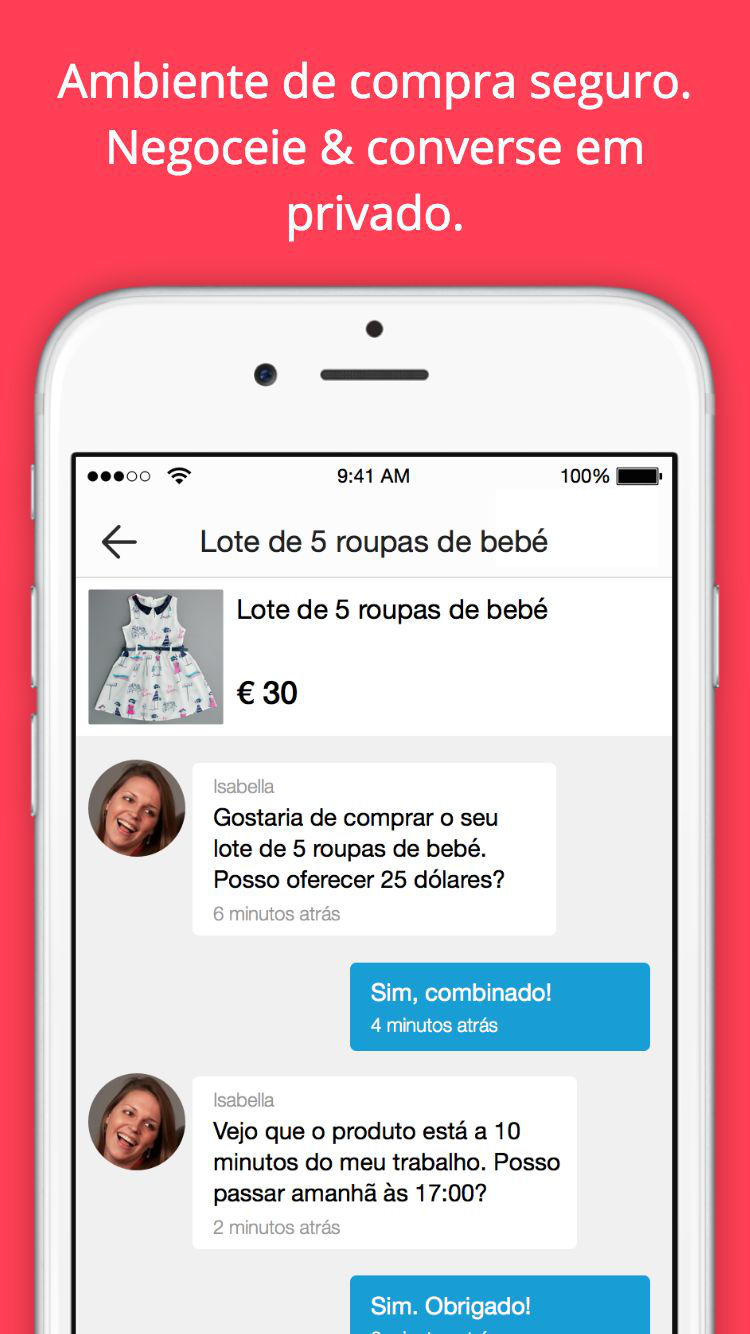 Ambiente de compra seguro.
Negoceie & converse em
privado.
9:41 AM
100%
Lote de 5 roupas de bebé
Lote de 5 roupas de bebé
€ 30
Isabella
Gostaria de comprar o seu
lote de 5 roupas de bebé.
Posso oferecer 25 dólares?
6 minutos atrás
Sim, combinado!
4 minutos atrás
Isabella
Vejo que o produto está a 10
minutos do meu trabalho. Posso
passar amanhã às 17:00?
2 minutos atrás
Sim. Obrigado!